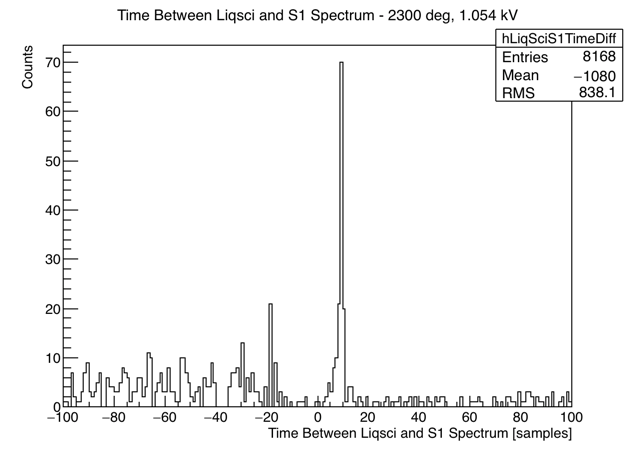 Time Between Liqsci and S1 Spectrum - 2300 deg, 1.054 kV
hLiqSciS1TimeDiff
Entries 8168
Mean −1080
RMS 838.1
Counts
70
60
50
40
30
20
10
0
−100 −80 −60 −40 −20 0 20 40 60 80 100
Time Between Liqsci and S1 Spectrum [samples]